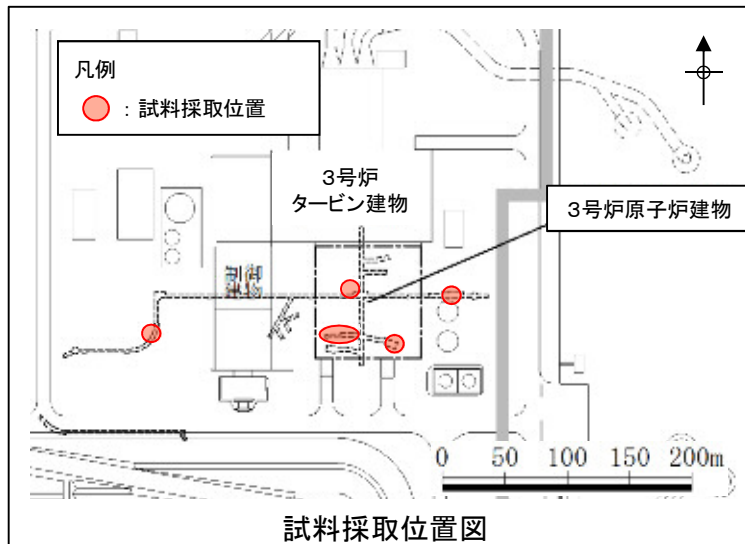 凡例
：試料採取位置
３号炉
タービン建物
３号炉原子炉建物
0 50 100 150 200m
試料採取位置図